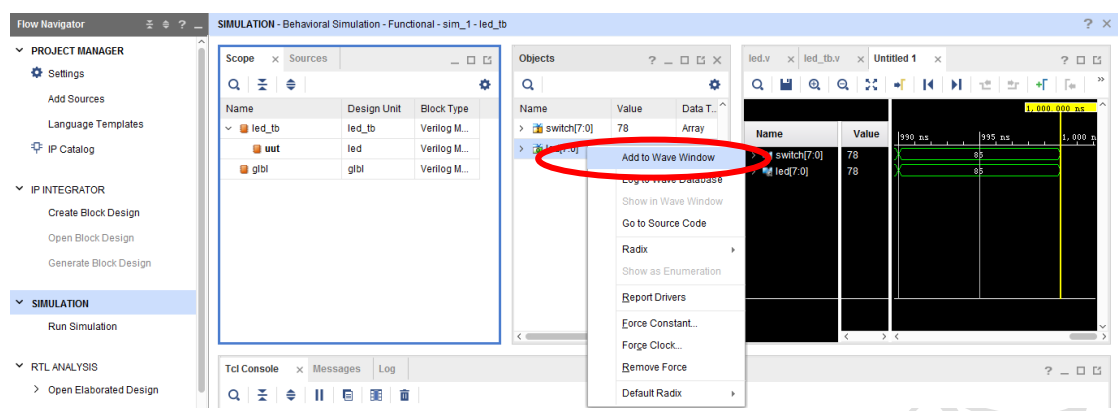 Flow Navigator
? _
PROJECT MANAGER
Settings
Add Sources
Language Templates
IP Catalog
IP INTEGRATOR
Create Block Design
Open Block Design
Generate Block Design
SIMULATION
Run Simulation
RTL ANALYSIS
Open Elaborated Design
SIMULATION - Behavioral Simulation - Functional - sim_1 - led_tb
? ×
Scope × Sources
Name Design Unit Block Type
led_tb led_tb Verilog M...
uut led Verilog M...
glbl glbl Verilog M...
Objects ? _ ×
Name Value Data T...
switch[7:0] 78 Array
Add to Wave Window
Log to Wave Database
Show in Wave Window
Go to Source Code
Radix
Show as Enumeration
Report Drivers
Force Constant...
Force Clock...
Remove Force
Default Radix
led.v × led_tb.v × Untitled 1 × ?
1,000.000 ns
Name Value
990 ns 995 ns 1,000 n
switch[7:0] 78 85
led[7:0] 78 85
Tcl Console × Messages Log ? _